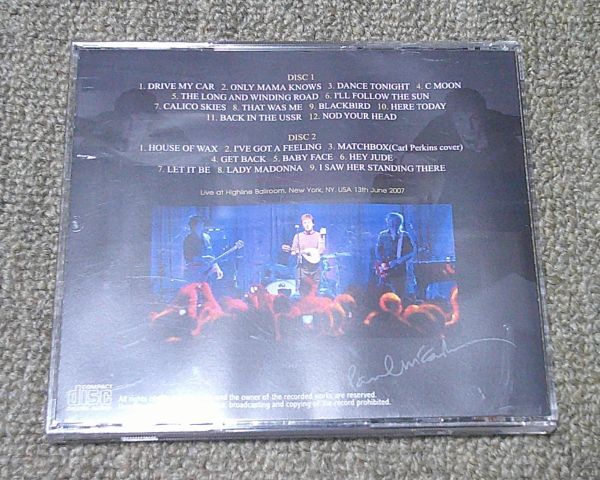 DISC 1
1. DRIVE MY CAR 2. ONLY MAMA KNOWS 3. DANCE TONIGHT 4. C MOON
5. THE LONG AND WINDING ROAD 6. I'LL FOLLOW THE SUN
7. CALICO SKIES 8. THAT WAS ME 9. BLACKBIRD 10. HERE TODAY
11. BACK IN THE USSR 12. NOD YOUR HEAD
DISC 2
1. HOUSE OF WAX 2. I'VE GOT A FEELING 3. MATCHBOX(Carl Perkins cover)
4. GET BACK 5. BABY FACE 6. HEY JUDE
7. LET IT BE 8. LADY MADONNA 9. I SAW HER STANDING THERE
Live at Highline Ballroom, New York, NY, USA 13th June 2007
Paul McCartney
COMPACT
disc
All rights of and the owner of the recorded works are reserved.
broadcasting and copying of the record prohibited.